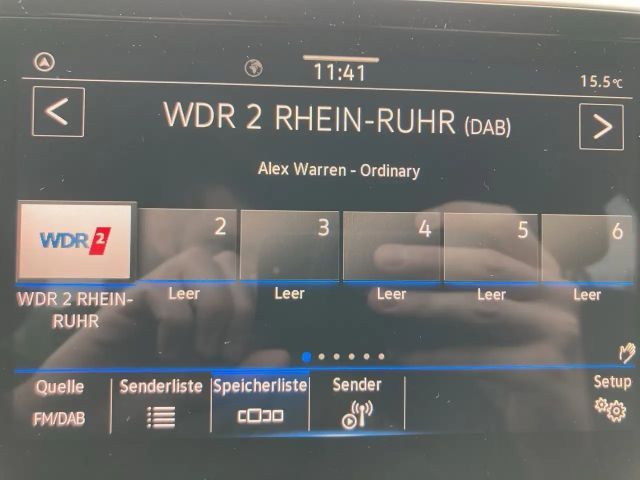 11:41
15.5°C
<
WDR 2 RHEIN-RUHR (DAB)
>
Alex Warren - Ordinary
WDR 2
2
3
4
5
6
WDR 2 RHEIN-
RUHR
Leer
Leer
Leer
Leer
Leer
Quelle
Senderliste
Speicherliste
Sender
Setup
FM/DAB